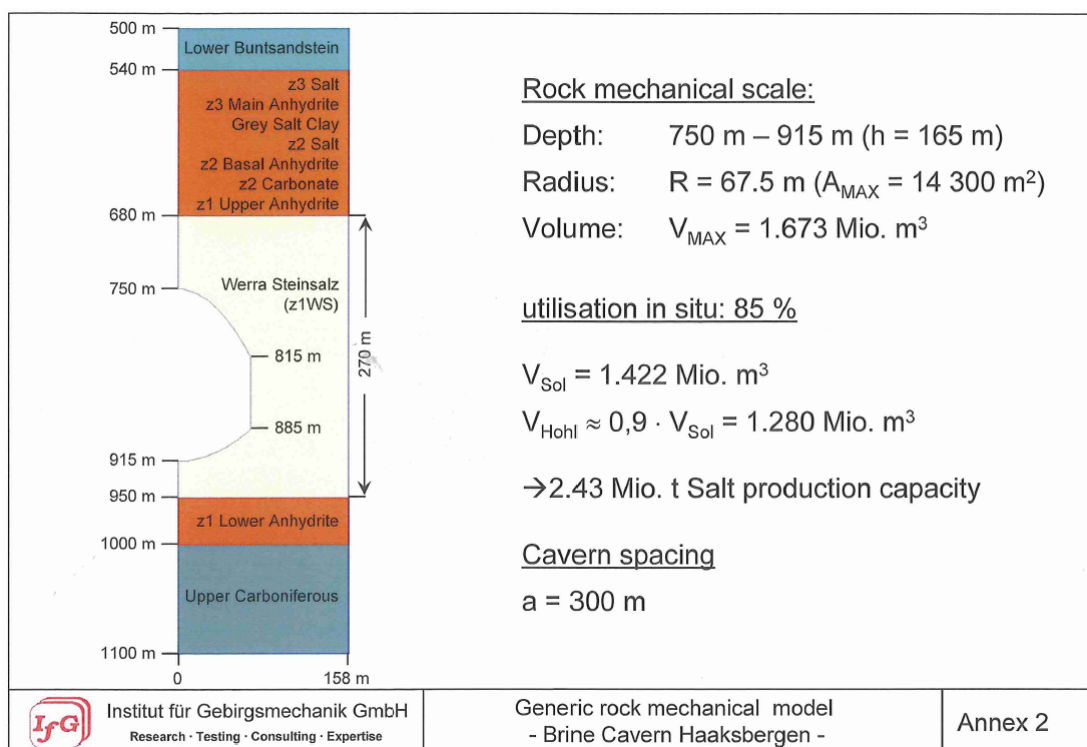 500 m
Lower Buntsandstein
540 m
z3 Salt
z3 Main Anhydrite
Grey Salt Clay
z2 Salt
z2 Basal Anhydrite
z2 Carbonate
z1 Upper Anhydrite
680 m
Werra Steinsalz
(z1WS)
750 m
815 m
270 m
885 m
915 m
950 m
z1 Lower Anhydrite
1000 m
Upper Carboniferous
1100 m
0
158 m
Rock mechanical scale:
Depth: 750 m – 915 m (h = 165 m)
Radius: R = 67.5 m (A_MAX = 14 300 m²)
Volume: V_MAX = 1.673 Mio. m³
utilisation in situ: 85 %
V_Sol = 1.422 Mio. m³
V_Hohl ≈ 0,9 · V_Sol = 1.280 Mio. m³
→2.43 Mio. t Salt production capacity
Cavern spacing
a = 300 m
IfG
Institut für Gebirgsmechanik GmbH
Research · Testing · Consulting · Expertise
Generic rock mechanical model
- Brine Cavern Haaksbergen -
Annex 2